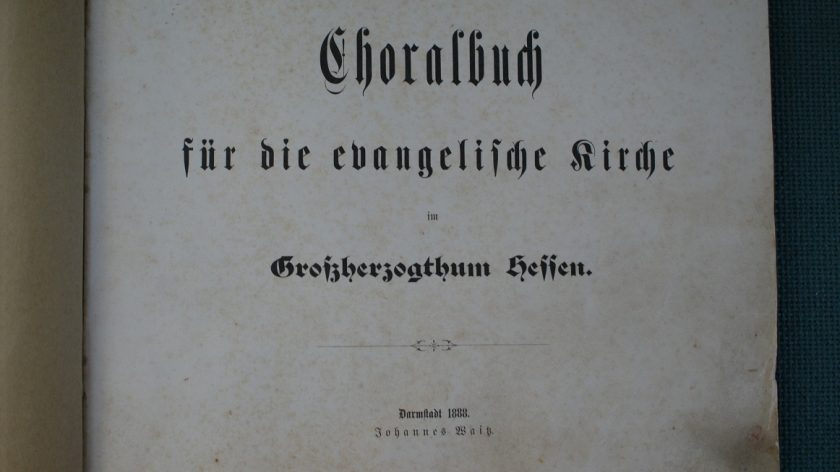 Choralbuch
für die evangelische Kirche
im
Großherzogthum Hessen.
Darmstadt 1888.
Johannes Waitz.